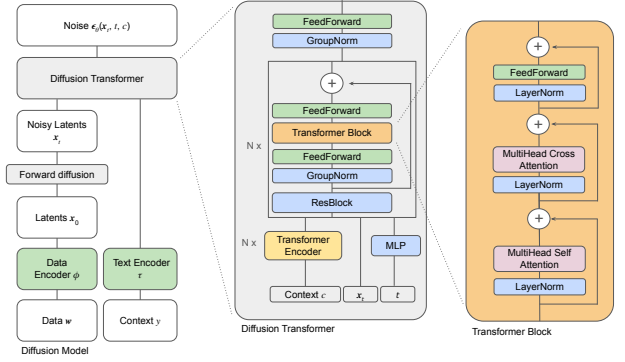 Noise ϵθ(xt, t, c)
Diffusion Transformer
Noisy Latents
xt
Forward diffusion
Latents x0
Data
Encoder ϕ
Text Encoder
τ
Data w
Context y
Diffusion Model
FeedForward
GroupNorm
+
FeedForward
Transformer Block
N x
FeedForward
GroupNorm
ResBlock
N x
Transformer
Encoder
MLP
Context c
xt
t
Diffusion Transformer
+
FeedForward
LayerNorm
+
MultiHead Cross
Attention
LayerNorm
+
MultiHead Self
Attention
LayerNorm
Transformer Block